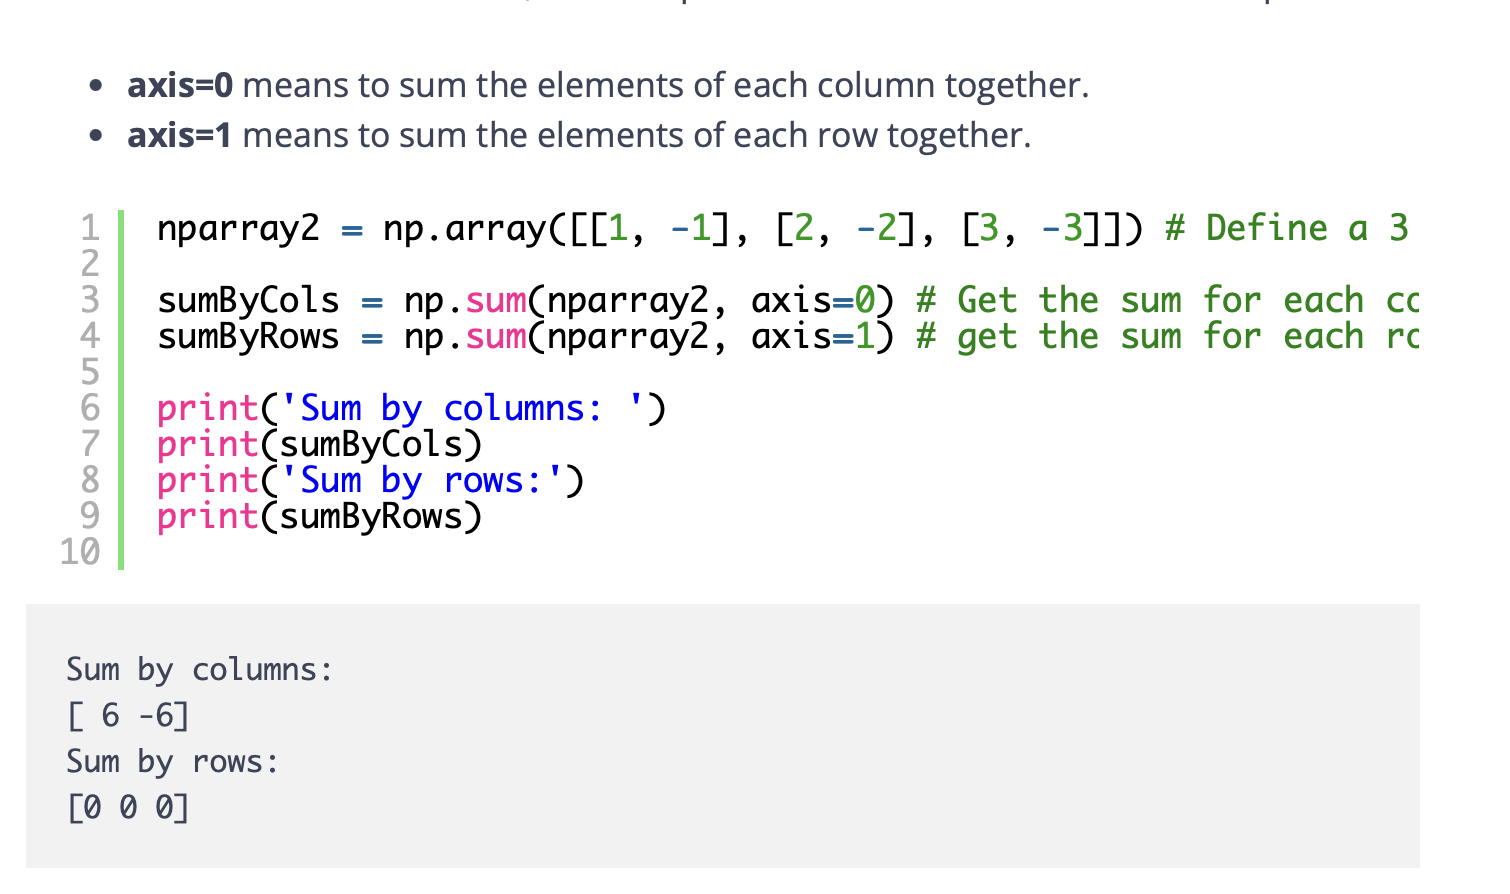 • axis=0 means to sum the elements of each column together.
• axis=1 means to sum the elements of each row together.
1 nparray2 = np.array([[1, -1], [2, -2], [3, -3]]) # Define a 3
2
3 sumByCols = np.sum(nparray2, axis=0) # Get the sum for each co
4 sumByRows = np.sum(nparray2, axis=1) # get the sum for each ro
5
6 print('Sum by columns: ')
7 print(sumByCols)
8 print('Sum by rows:')
9 print(sumByRows)
10
Sum by columns:
[ 6 -6]
Sum by rows:
[0 0 0]